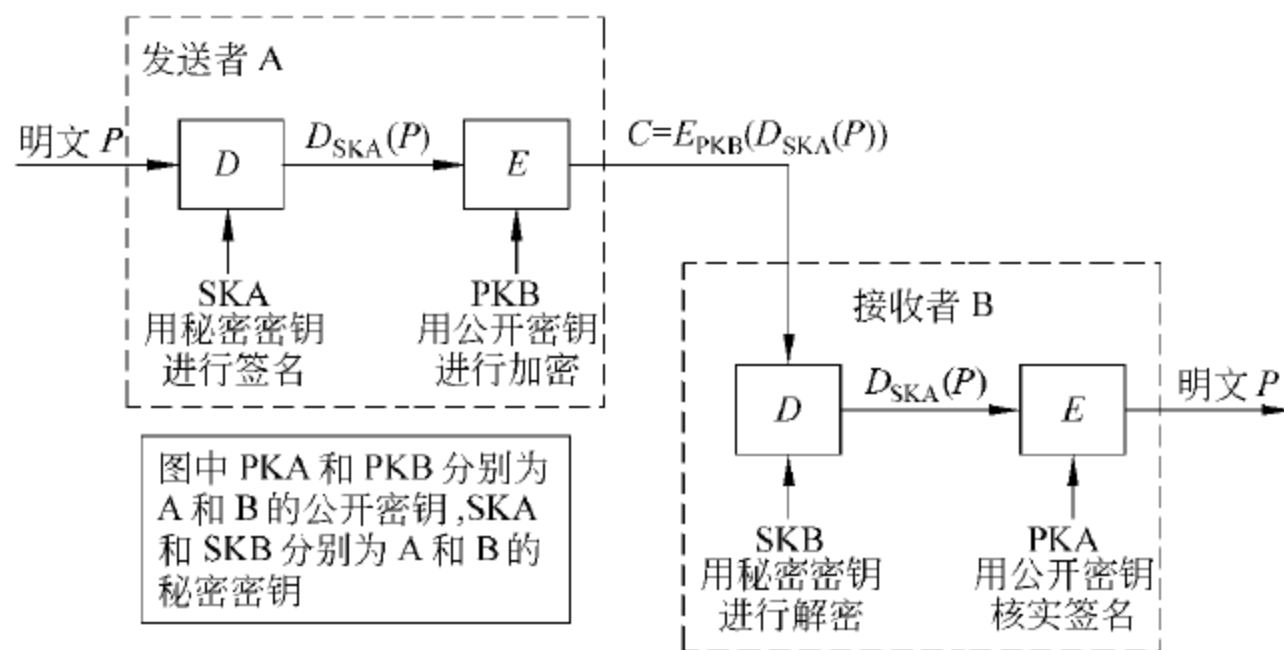 发送者 A
明文 P
D
D_SKA(P)
E
C=E_PKB(D_SKA(P))
SKA
用秘密密钥
进行签名
PKB
用公开密钥
进行加密
接收者 B
D
D_SKA(P)
E
明文 P
SKB
用秘密密钥
进行解密
PKA
用公开密钥
核实签名
图中 PKA 和 PKB 分别为
A 和 B 的公开密钥,SKA
和 SKB 分别为 A 和 B 的
秘密密钥